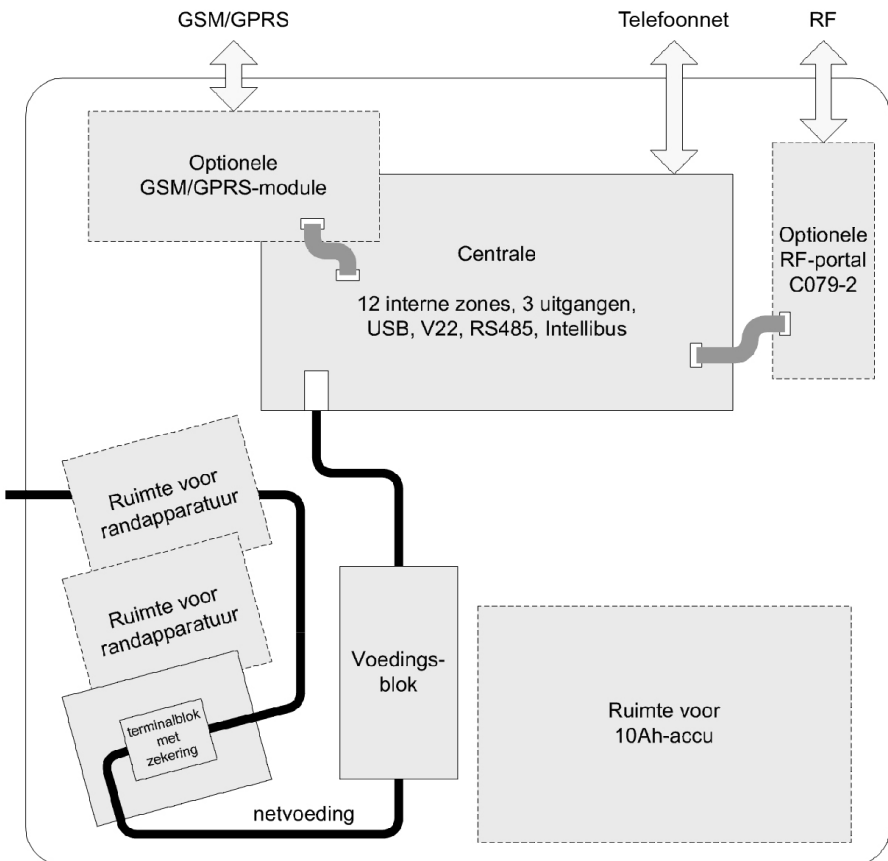 GSM/GPRS
Telefoonnet
RF
Optionele
GSM/GPRS-module
Centrale
12 interne zones, 3 uitgangen,
USB, V22, RS485, Intellibus
Optionele
RF-portal
C079-2
Ruimte voor
randapparatuur
Ruimte voor
randapparatuur
terminalblok
met
zekering
Voedings-
blok
netvoeding
Ruimte voor
10Ah-accu